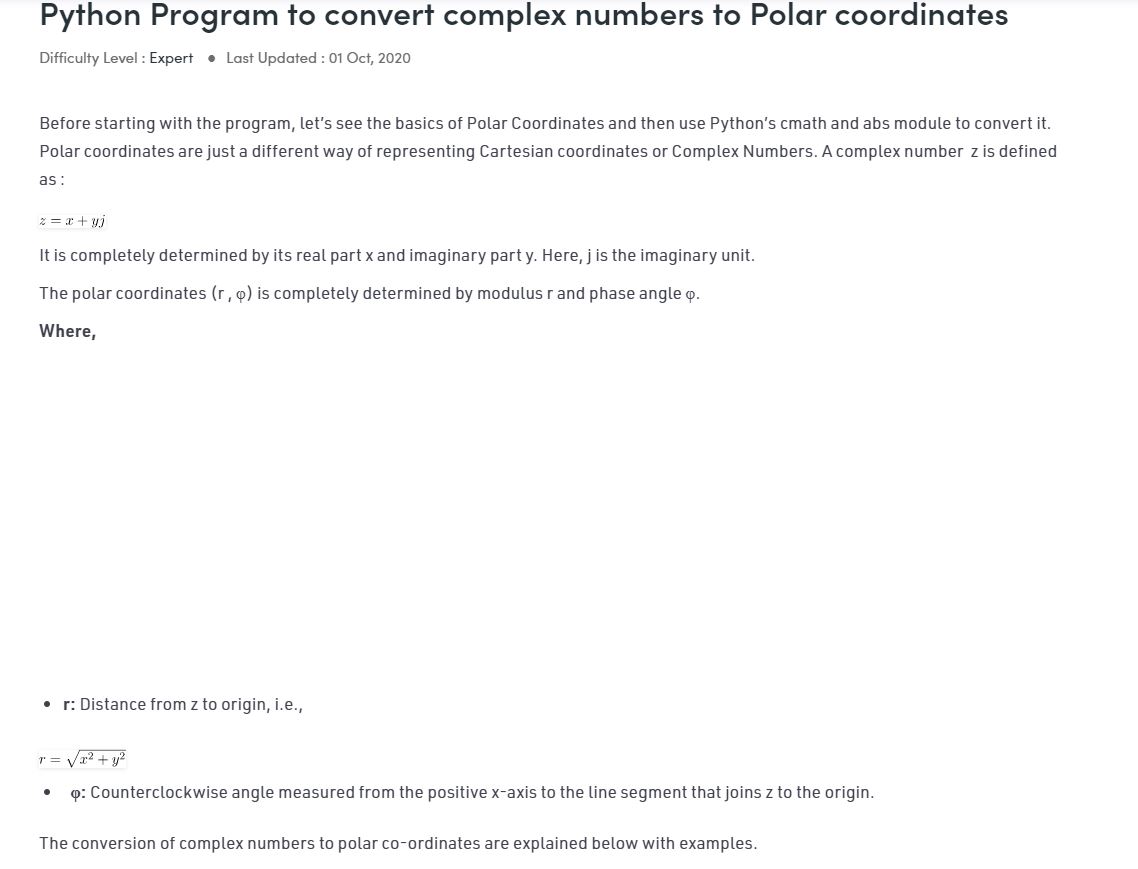 Python Program to convert complex numbers to Polar coordinates
Difficulty Level : Expert ● Last Updated : 01 Oct, 2020
Before starting with the program, let’s see the basics of Polar Coordinates and then use Python’s cmath and abs module to convert it.
Polar coordinates are just a different way of representing Cartesian coordinates or Complex Numbers. A complex number z is defined
as :
z = x + yj
It is completely determined by its real part x and imaginary part y. Here, j is the imaginary unit.
The polar coordinates (r , φ) is completely determined by modulus r and phase angle φ.
Where,
• r: Distance from z to origin, i.e.,
r = √x² + y²
• φ: Counterclockwise angle measured from the positive x-axis to the line segment that joins z to the origin.
The conversion of complex numbers to polar co-ordinates are explained below with examples.